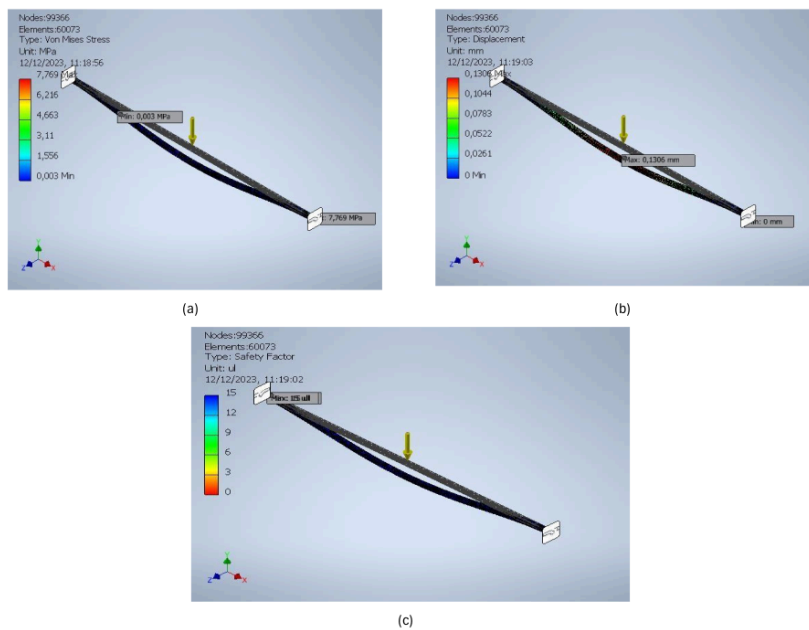 Nodes:99366
Elements:60073
Type: Von Mises Stress
Unit: MPa
12/12/2023, 11:18:56
7,769 Max
6,216
4,663
3,11
1,556
0,003 Min
Min: 0,003 MPa
: 7,769 MPa
Y
Z
X
(a)
Nodes:99366
Elements:60073
Type: Displacement
Unit: mm
12/12/2023, 11:19:03
0,1306 Max
0,1044
0,0783
0,0522
0,0261
0 Min
Max: 0,1306 mm
in: 0 mm
Y
Z
X
(b)
Nodes:99366
Elements:60073
Type: Safety Factor
Unit: ul
12/12/2023, 11:19:02
15
12
9
6
3
0
15 ul
Y
Z
X
(c)